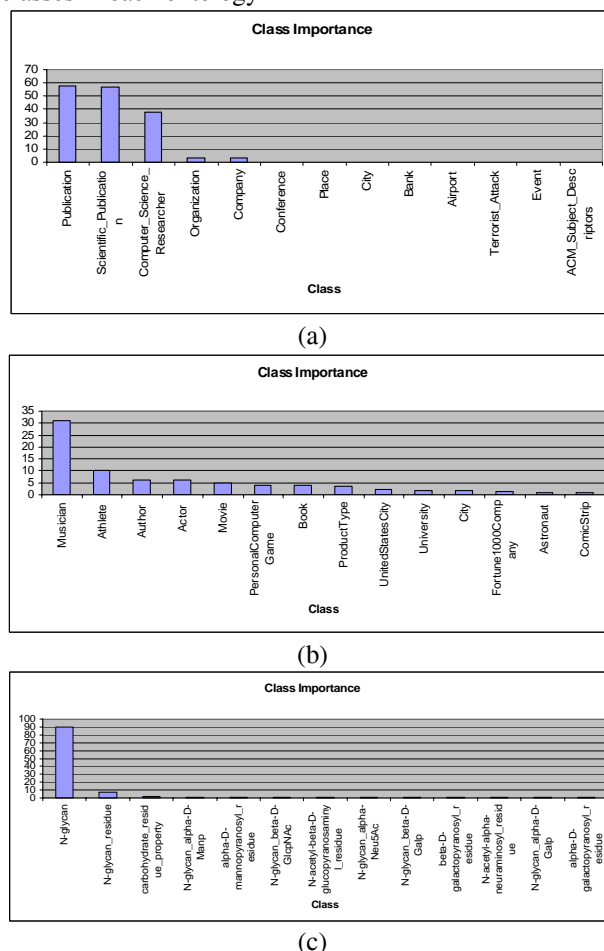 classes in each ontology
Class Importance
70
60
50
40
30
20
10
0
Publication
Scientific_Publicatio
n
Computer_Science_
Researcher
Organization
Company
Conference
Place
City
Bank
Airport
Terrorist_Attack
Event
ACM_Subject_Desc
riptors
Class
(a)
Class Importance
35
30
25
20
15
10
5
0
Musician
Athlete
Author
Actor
Movie
PersonalComputer
Game
Book
ProductType
UnitedStatesCity
University
City
Fortune1000Comp
any
Astronaut
ComicStrip
Class
(b)
Class Importance
100
90
80
70
60
50
40
30
20
10
0
N-glycan
N-glycan_residue
carbohydrate_resid
ue_property
N-glycan_alpha-D-
Manp
alpha-D-
mannopyranosyl_r
esidue
N-glycan_beta-D-
GlcpNAc
N-acetyl-beta-D-
glucopyranosaminy
l_residue
N-glycan_alpha-
Neu5Ac
N-glycan_beta-D-
Galp
beta-D-
galactopyranosyl_r
esidue
N-acetyl-alpha-
neuraminosyl_resid
ue
N-glycan_alpha-D-
Galp
alpha-D-
galactopyranosyl_r
esidue
Class
(c)